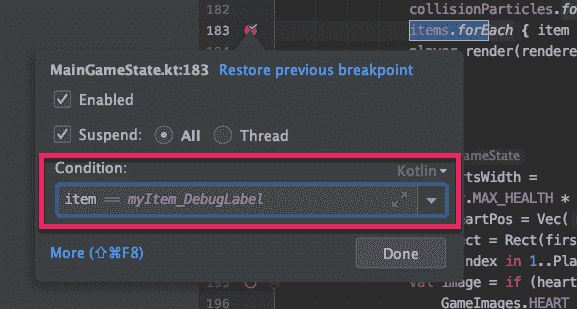 182 collisionParticles.fo
183 items.forEach { item
player.render(rendere
MainGameState.kt:183 Restore previous breakpoint
Enabled
Suspend: All Thread
Condition: Kotlin
item == myItem_DebugLabel
More (⇧⌘F8) Done
ameState
rtsWidth =
r.MAX_HEALTH *
eartPos = Vec(
ect = Rect(firs
ndex in 1..Pla
195 val image = if (heart
196 GameImages.HEART